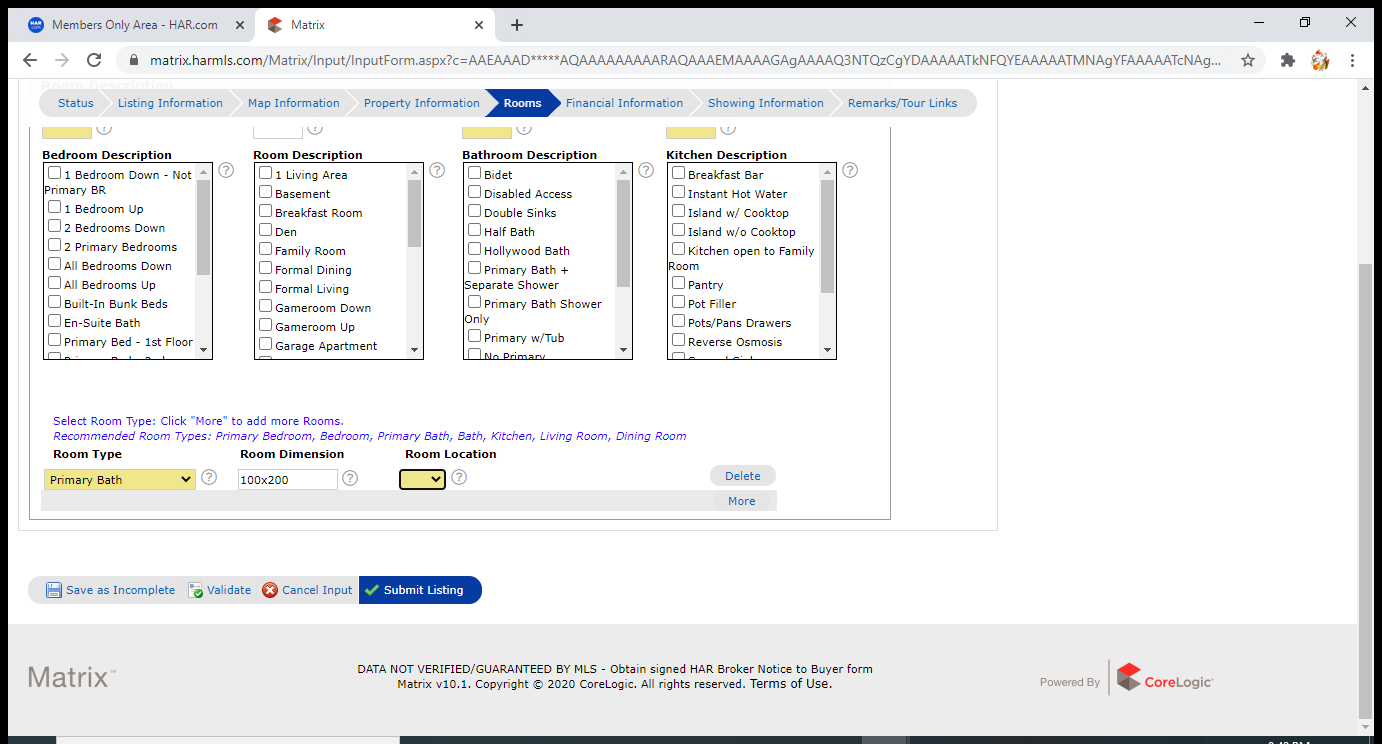 Members Only Area - HAR.com
Matrix
matrix.harmls.com/Matrix/Input/InputForm.aspx?c=AAEAAAD*****AQAAAAAAAAARAQAAAEMAAAAGAgAAAAQ3NTQzCgYDAAAAATkNFQYEAAAAATMNAgYFAAAAATcNAg...
Status
Listing Information
Map Information
Property Information
Rooms
Financial Information
Showing Information
Remarks/Tour Links
Bedroom Description
1 Bedroom Down - Not
Primary BR
1 Bedroom Up
2 Bedrooms Down
2 Primary Bedrooms
All Bedrooms Down
All Bedrooms Up
Built-In Bunk Beds
En-Suite Bath
Primary Bed - 1st Floor
Room Description
1 Living Area
Basement
Breakfast Room
Den
Family Room
Formal Dining
Formal Living
Gameroom Down
Gameroom Up
Garage Apartment
Bathroom Description
Bidet
Disabled Access
Double Sinks
Half Bath
Hollywood Bath
Primary Bath +
Separate Shower
Primary Bath Shower
Only
Primary w/Tub
No Primary
Kitchen Description
Breakfast Bar
Instant Hot Water
Island w/ Cooktop
Island w/o Cooktop
Kitchen open to Family
Room
Pantry
Pot Filler
Pots/Pans Drawers
Reverse Osmosis
Select Room Type: Click "More" to add more Rooms.
Recommended Room Types: Primary Bedroom, Bedroom, Primary Bath, Bath, Kitchen, Living Room, Dining Room
Room Type
Room Dimension
Room Location
Primary Bath
100x200
Delete
More
Save as Incomplete
Validate
Cancel Input
Submit Listing
Matrix™
DATA NOT VERIFIED/GUARANTEED BY MLS - Obtain signed HAR Broker Notice to Buyer form
Matrix v10.1. Copyright © 2020 CoreLogic. All rights reserved. Terms of Use.
Powered By
CoreLogic